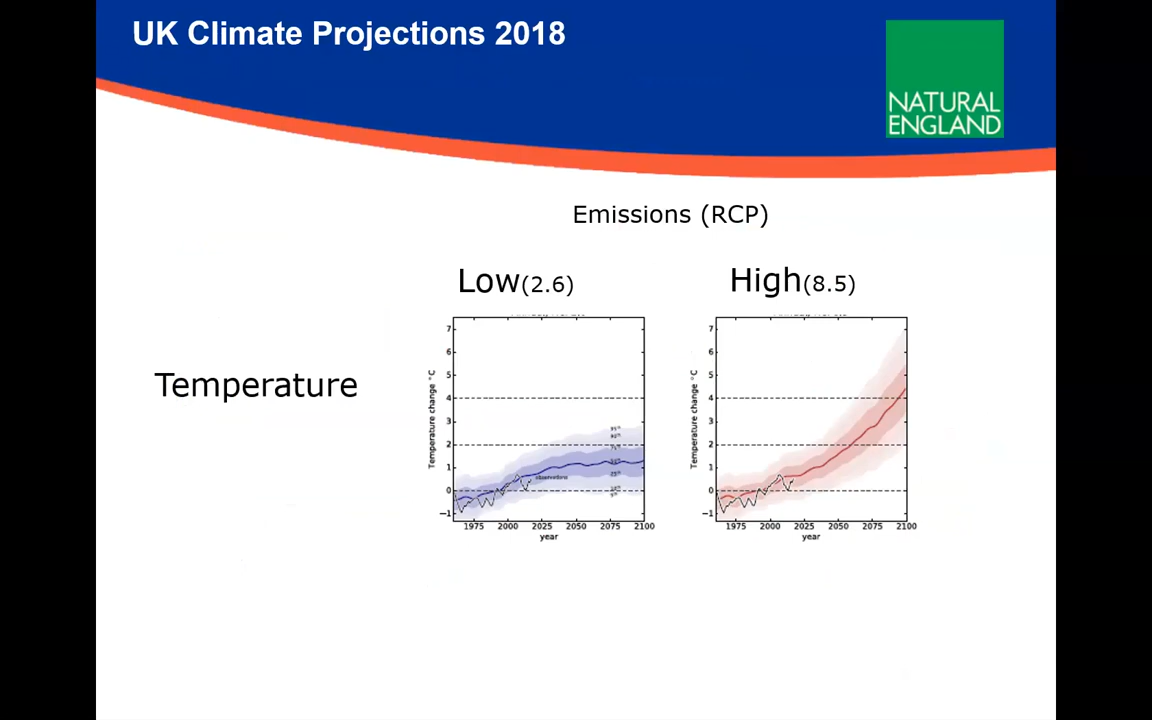 UK Climate Projections 2018
NATURAL
ENGLAND
Emissions (RCP)
Low(2.6)
High(8.5)
Temperature
Temperature change °C
7
6
5
4
3
2
1
0
−1
observations
1975 2000 2025 2050 2075 2100
year
Temperature change °C
7
6
5
4
3
2
1
0
−1
1975 2000 2025 2050 2075 2100
year